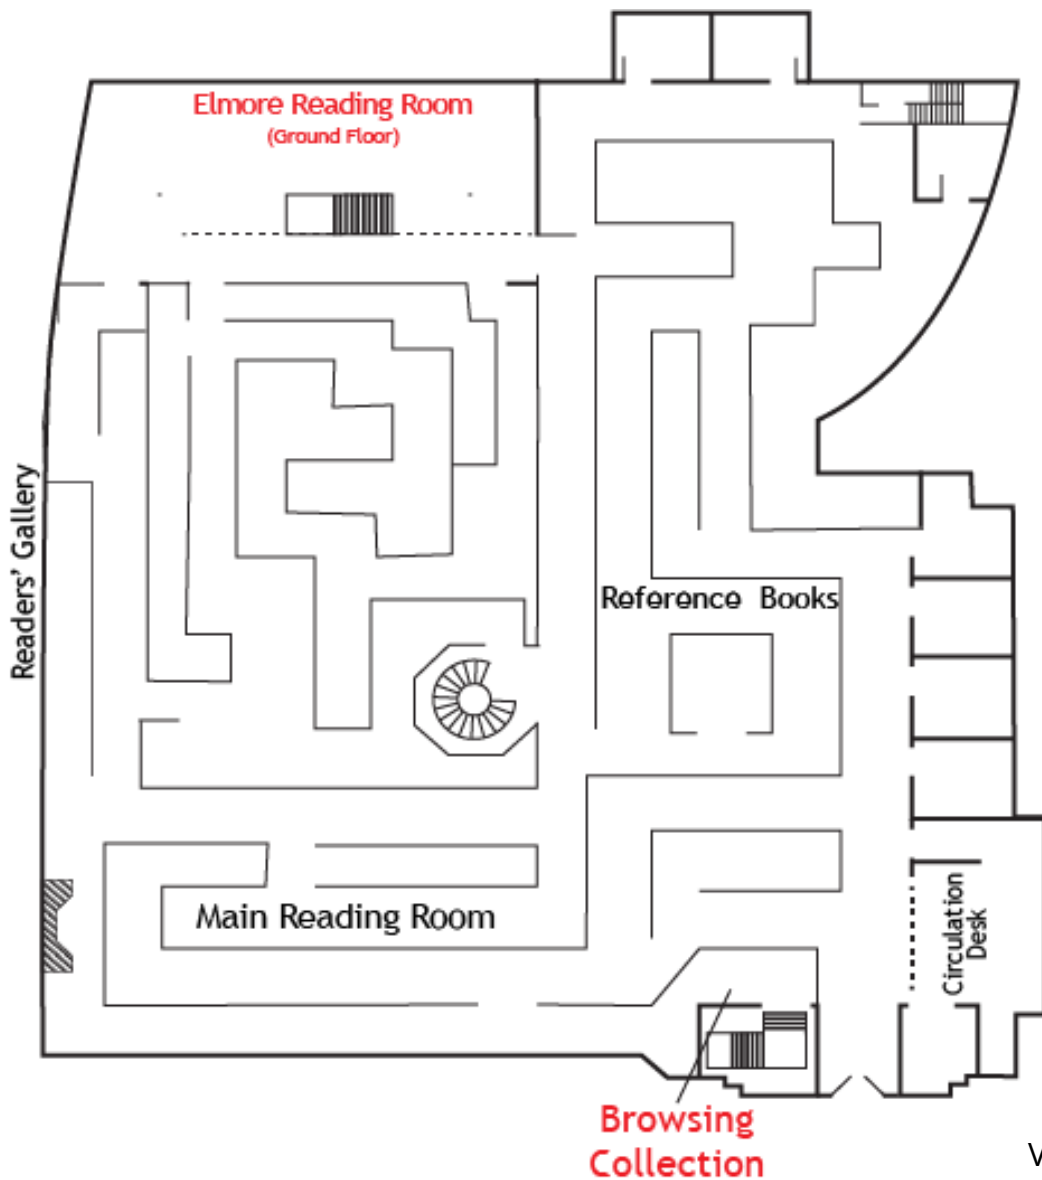 Elmore Reading Room
(Ground Floor)
Readers' Gallery
Reference Books
Main Reading Room
Circulation
Desk
Browsing
Collection
V